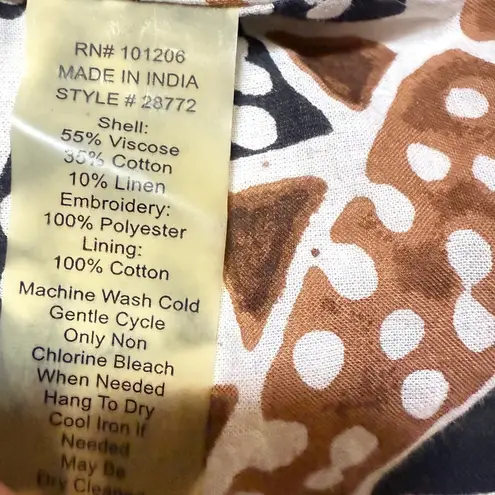 RN# 101206
MADE IN INDIA
STYLE # 28772
Shell:
55% Viscose
35% Cotton
10% Linen
Embroidery:
100% Polyester
Lining:
100% Cotton
Machine Wash Cold
Gentle Cycle
Only Non
Chlorine Bleach
When Needed
Hang To Dry
Cool Iron If
Needed
May Be
Dry Cleaned